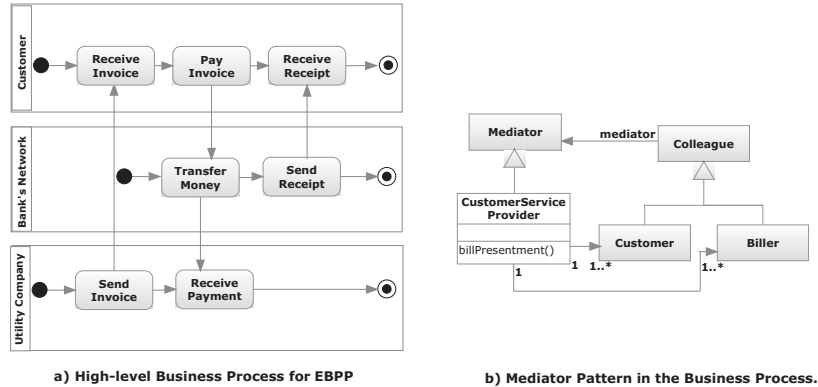 Customer
Receive
Invoice
Pay
Invoice
Receive
Receipt
Bank's Network
Transfer
Money
Send
Receipt
Utility Company
Send
Invoice
Receive
Payment
a) High-level Business Process for EBPP
Mediator
mediator
Colleague
CustomerService
Provider
billPresentment()
Customer
Biller
1
1..*
1..*
1
b) Mediator Pattern in the Business Process.